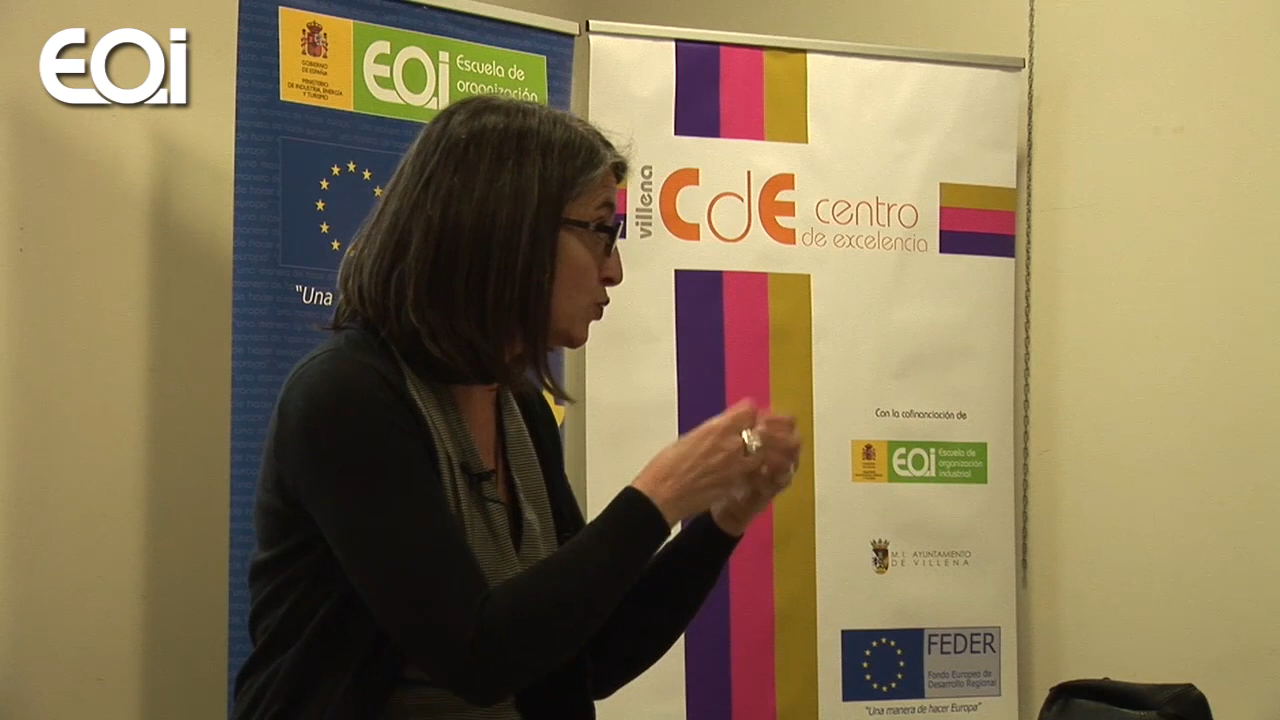 EOi
GOBIERNO
DE ESPAÑA
MINISTERIO
DE INDUSTRIA, ENERGÍA
Y TURISMO
EOi
Escuela de
organización
"Una
villena
CdE
centro
de excelencia
Con la cofinanciación de
EOi
Escuela de
organización
industrial
M. I. AYUNTAMIENTO
DE VILLENA
FEDER
Fondo Europeo de
Desarrollo Regional
"Una manera de hacer Europa"